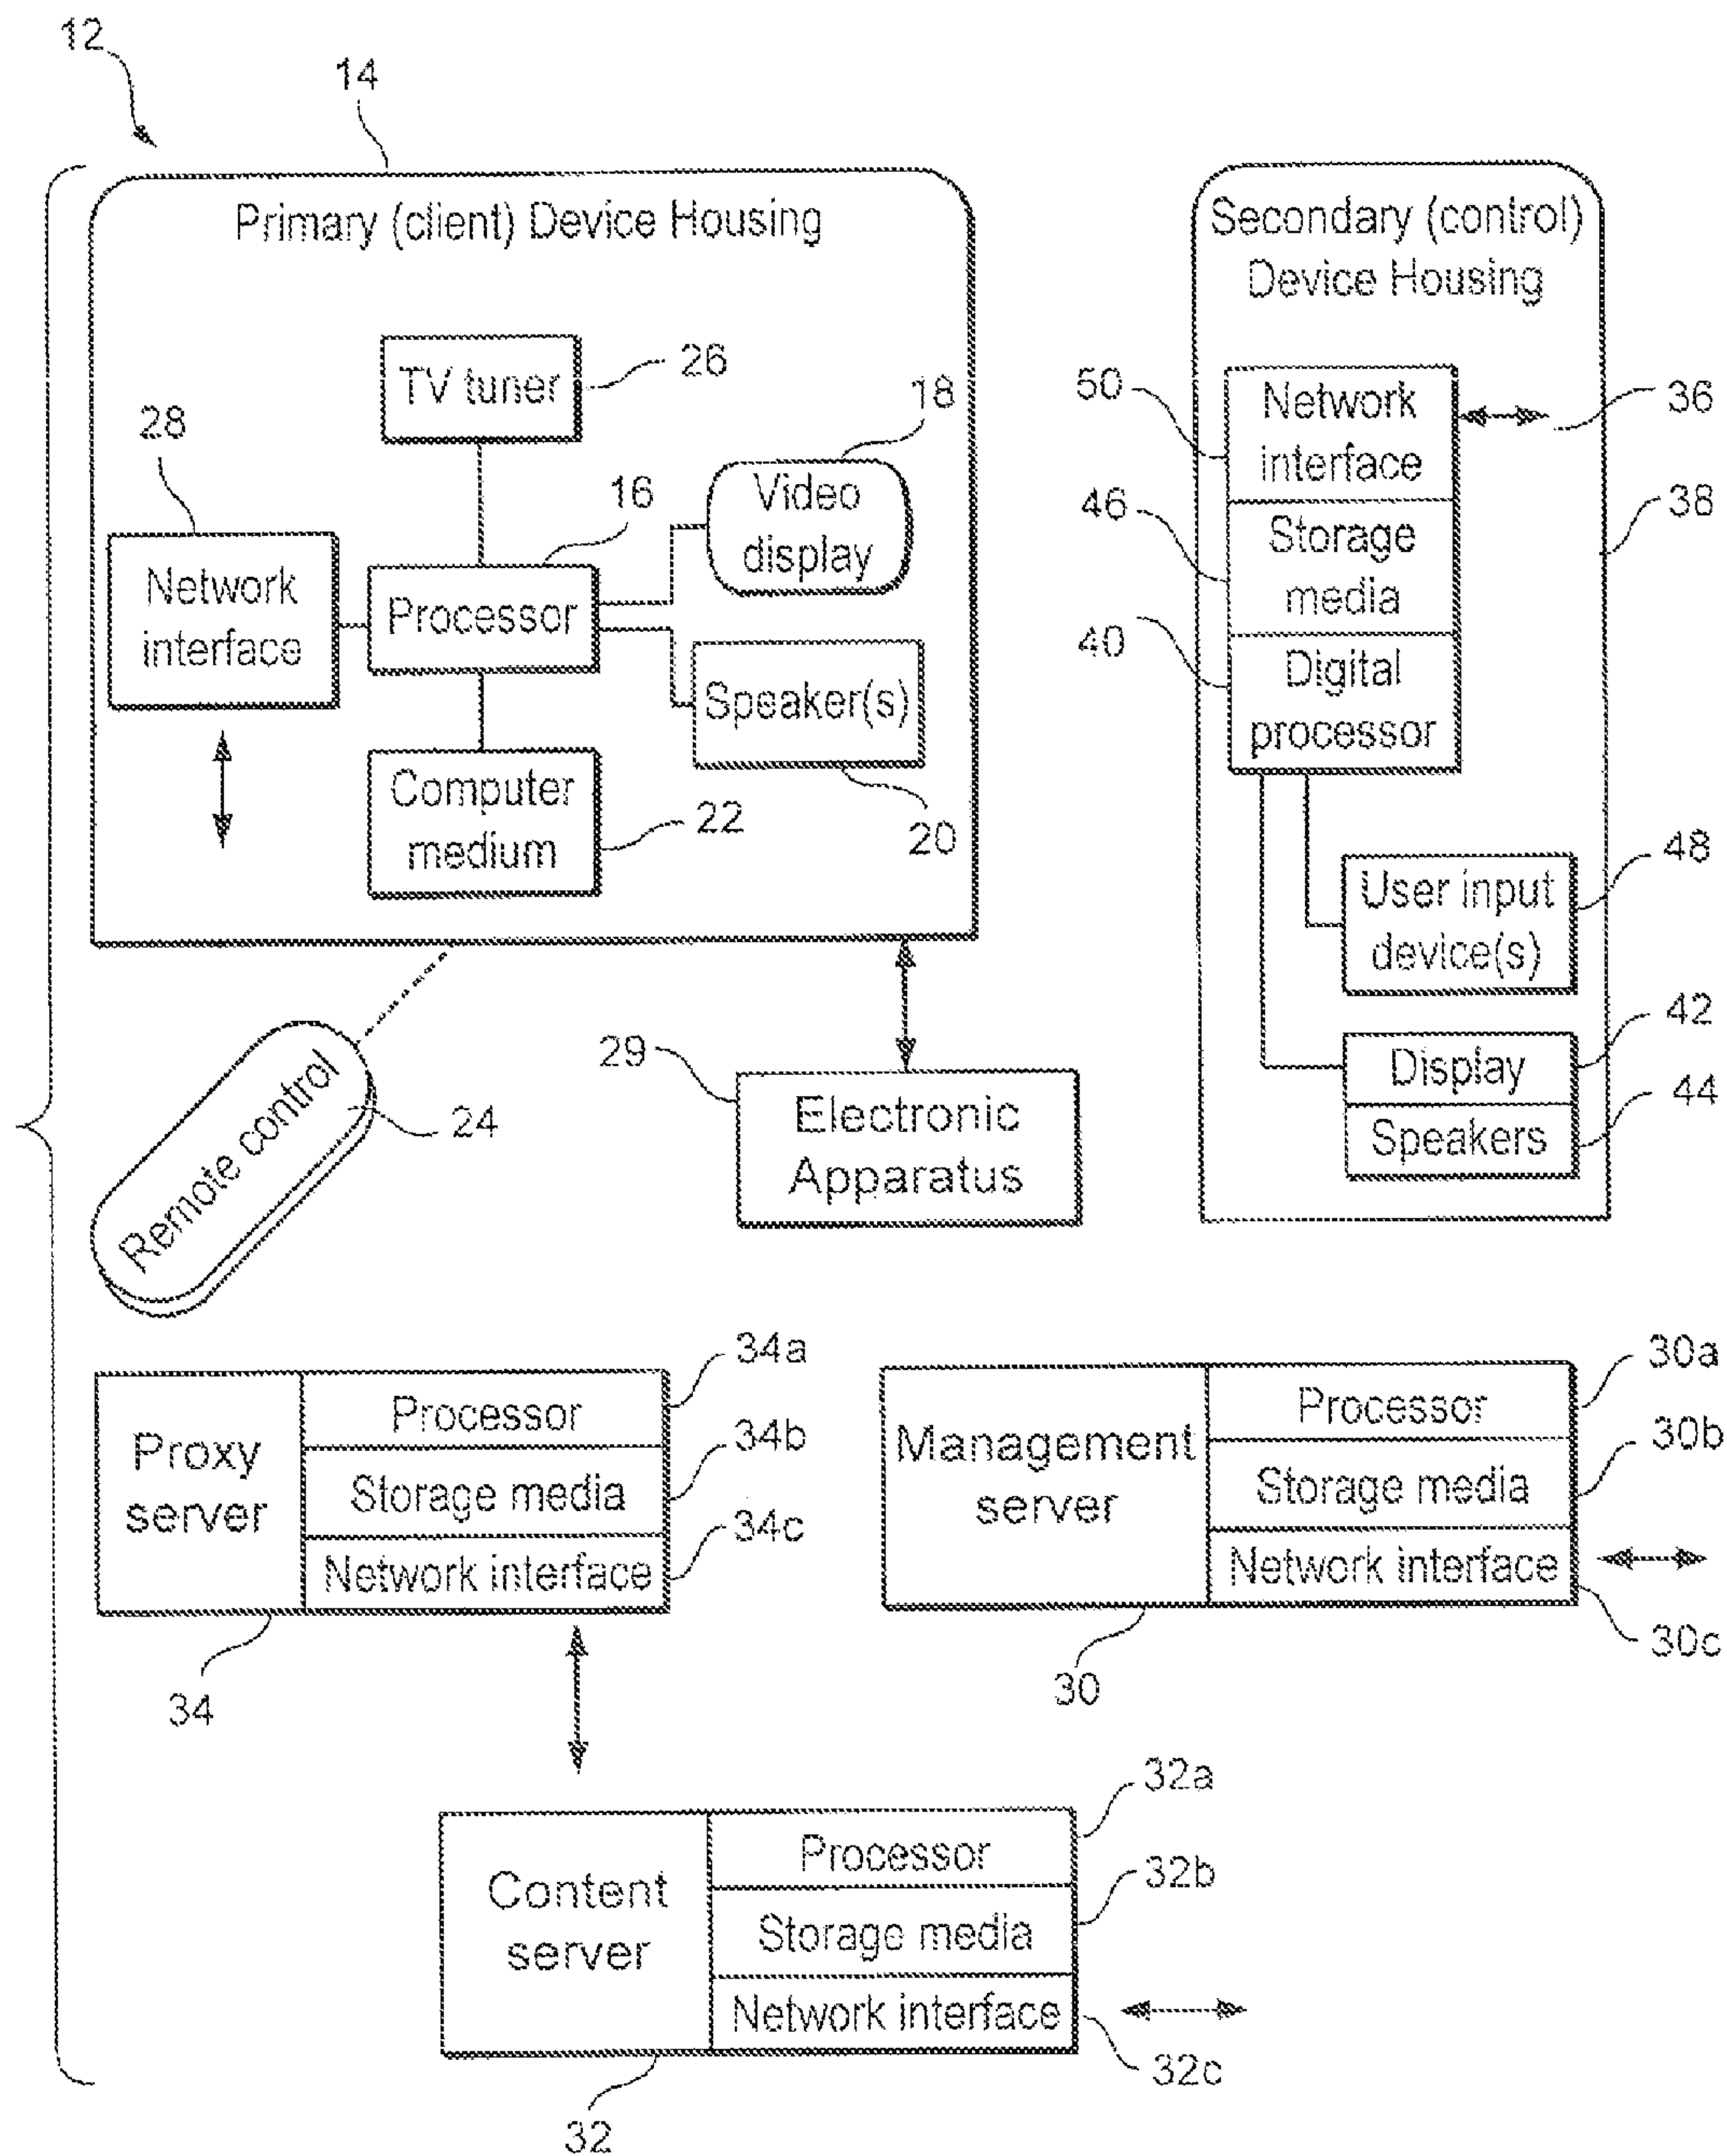 12
14
Primary (client) Device Housing
TV tuner
26
18
Video
display
28
16
Network
interface
Processor
Speaker(s)
20
Computer
medium
22
Secondary (control)
Device Housing
50
Network
interface
36
46
Storage
media
38
40
Digital
processor
48
User input
device(s)
42
Display
44
Speakers
Remote control
24
29
Electronic
Apparatus
Proxy
server
Processor
34a
Storage media
34b
Network interface
34c
34
Management
server
Processor
30a
Storage media
30b
Network interface
30c
30
Content
server
Processor
32a
Storage media
32b
Network interface
32c
32